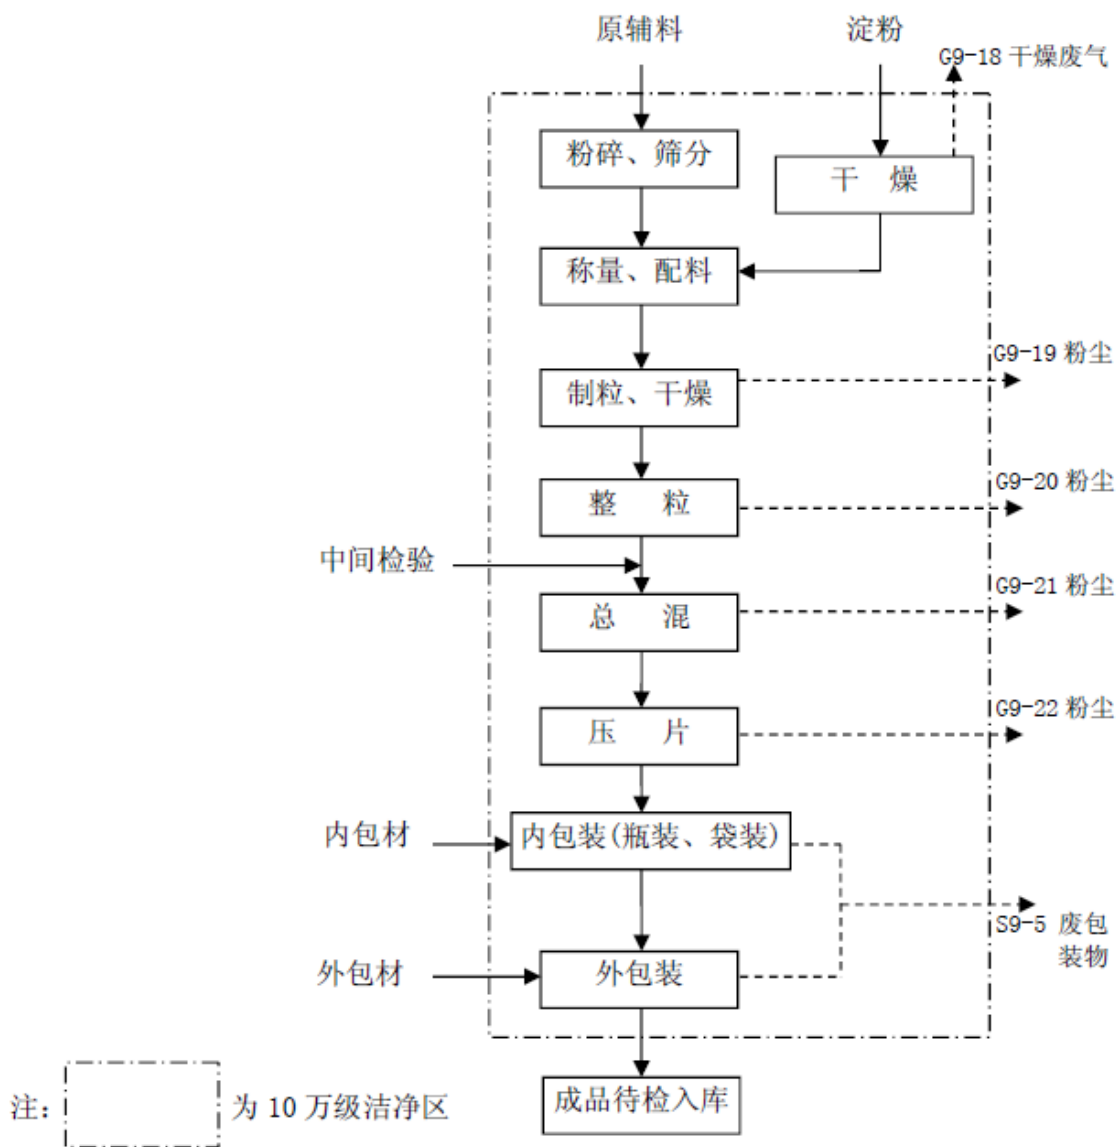 原辅料
淀粉
G9-18 干燥废气
粉碎、筛分
干 燥
称量、配料
G9-19 粉尘
制粒、干燥
G9-20 粉尘
整 粒
中间检验
G9-21 粉尘
总 混
G9-22 粉尘
压 片
内包材
内包装(瓶装、袋装)
S9-5 废包
装物
外包材
外包装
成品待检入库
注:
为 10 万级洁净区